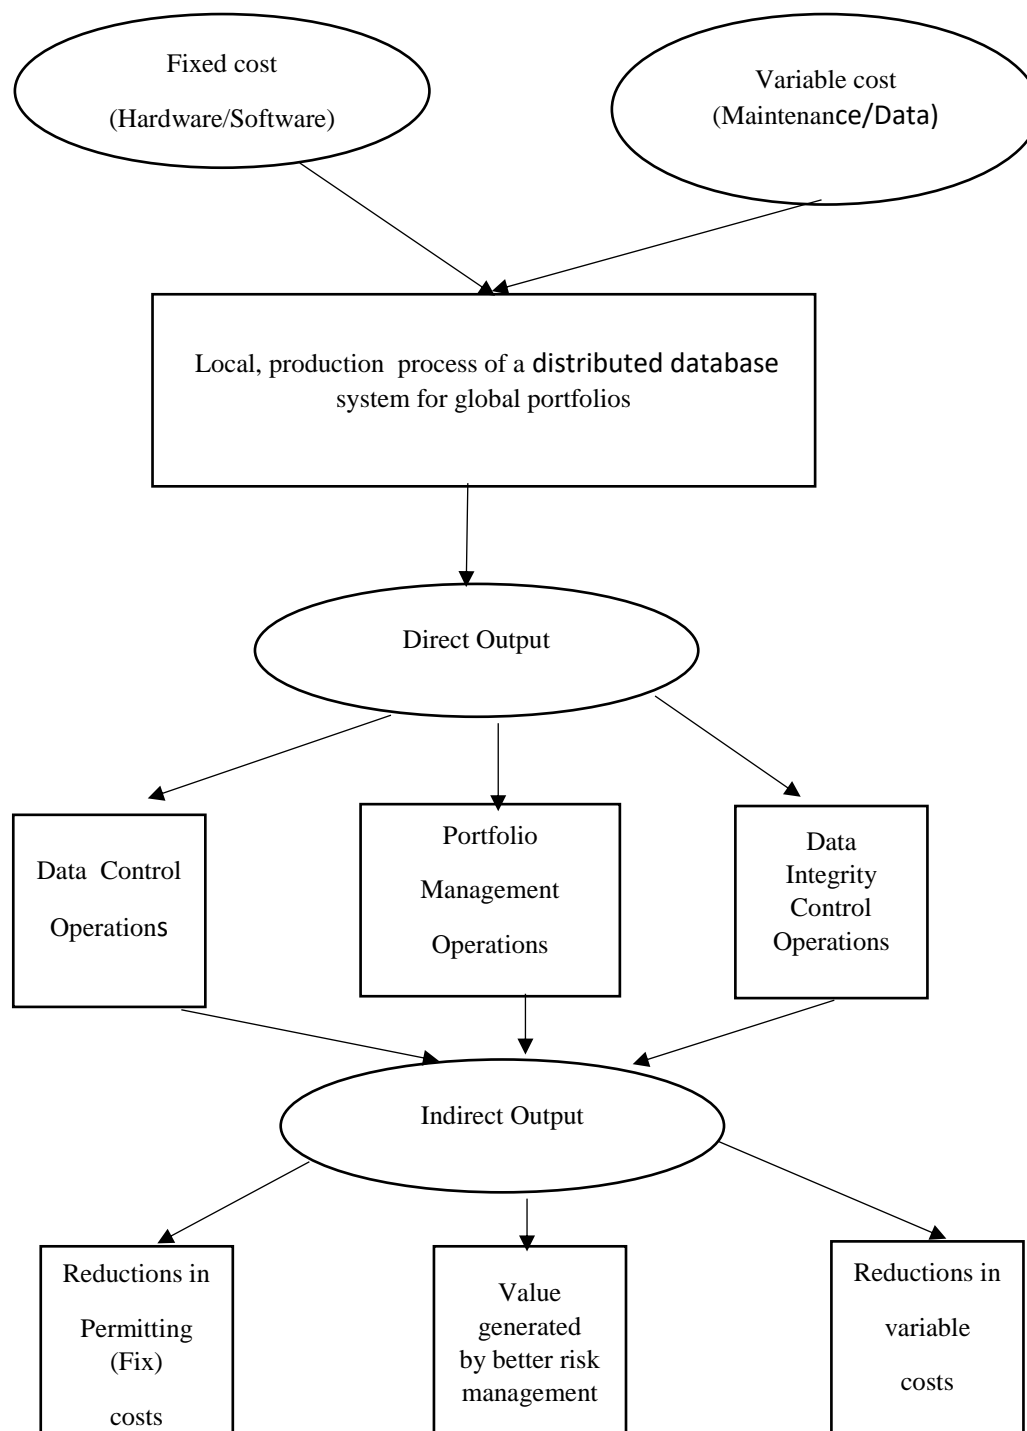 Fixed cost
(Hardware/Software)
Variable cost
(Maintenance/Data)
Local, production process of a distributed database
system for global portfolios
Direct Output
Data Control
Operations
Portfolio
Management
Operations
Data
Integrity
Control
Operations
Indirect Output
Reductions in
Permitting
(Fix)
costs
Value
generated
by better risk
management
Reductions in
variable
costs